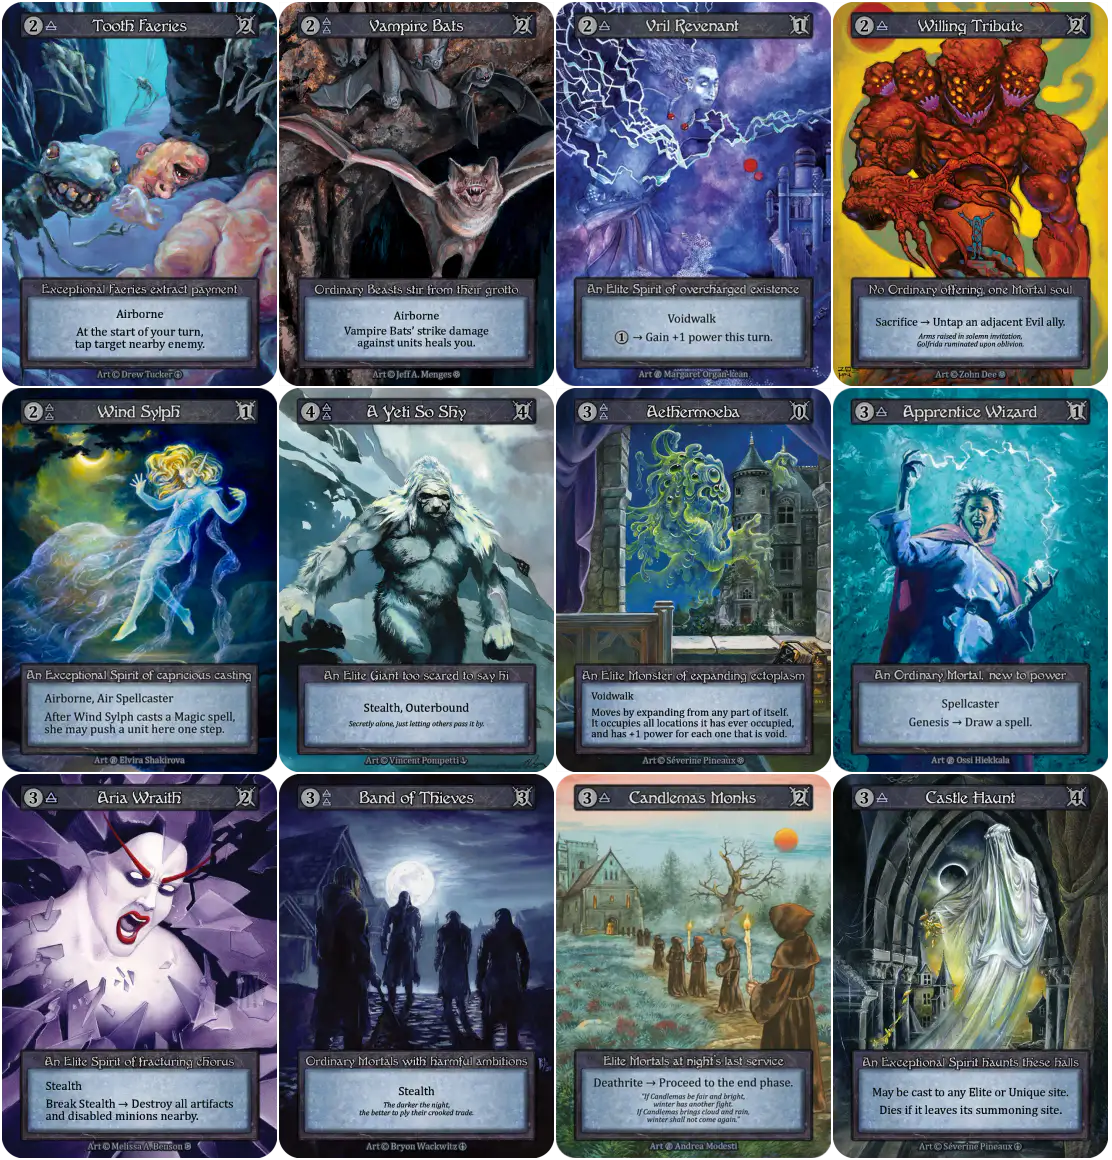 2 Tooth Faeries 2
Exceptional Faeries extract payment
Airborne
At the start of your turn,
tap target nearby enemy.
Art © Drew Tucker
2 Vampire Bats 2
Ordinary Beasts stir from their grotto
Airborne
Vampire Bats' strike damage
against units heals you.
Art © Jeff A. Menges
2 Vril Revenant 1
An Elite Spirit of overcharged existence
Voidwalk
1 → Gain +1 power this turn.
Art Margaret Organ-Kean
2 Willing Tribute 2
No Ordinary offering, one Mortal soul
Sacrifice → Untap an adjacent Evil ally.
Arms raised in solemn invitation,
Golfrida ruminated upon oblivion.
Art © Zohn Dee
2 Wind Sylph 1
An Exceptional Spirit of capricious casting
Airborne, Air Spellcaster
After Wind Sylph casts a Magic spell,
she may push a unit here one step.
Art Elvira Shakirova
4 A Yeti So Shy 4
An Elite Giant too scared to say hi
Stealth, Outerbound
Secretly alone, just letting others pass it by.
Art © Vincent Pompetti
3 Aethermoeba 0
An Elite Monster of expanding ectoplasm
Voidwalk
Moves by expanding from any part of itself.
It occupies all locations it has ever occupied,
and has +1 power for each one that is void.
Art © Séverine Pineaux
3 Apprentice Wizard 1
An Ordinary Mortal, new to power
Spellcaster
Genesis → Draw a spell.
Art Ossi Hiekkala
3 Aria Wraith 2
An Elite Spirit of fracturing chorus
Stealth
Break Stealth → Destroy all artifacts
and disabled minions nearby.
Art © Melissa A. Benson
3 Band of Thieves 3
Ordinary Mortals with harmful ambitions
Stealth
The darker the night,
the better to ply their crooked trade.
Art © Bryon Wackwitz
3 Candlemas Monks 2
Elite Mortals at night's last service
Deathrite → Proceed to the end phase.
"If Candlemas be fair and bright,
winter has another fight.
If Candlemas brings cloud and rain,
winter shall not come again."
Art Andrea Modesti
3 Castle Haunt 4
An Exceptional Spirit haunts these halls
May be cast to any Elite or Unique site.
Dies if it leaves its summoning site.
Art © Séverine Pineaux